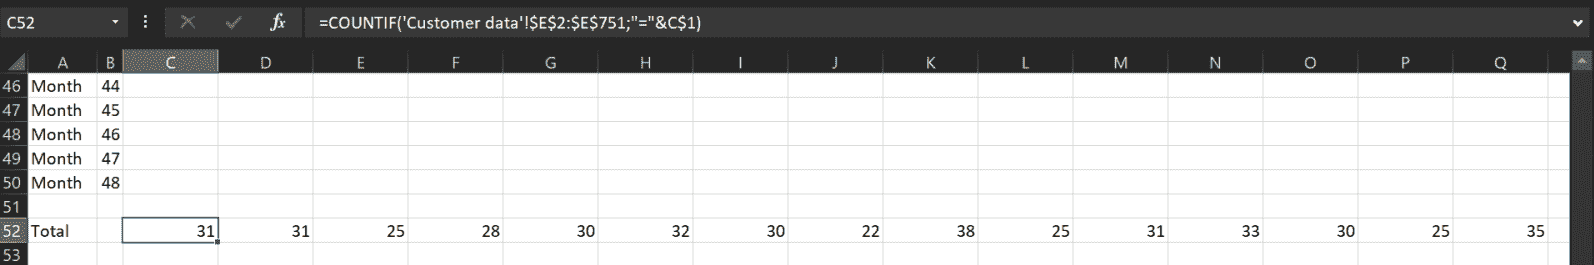 C52 fx =COUNTIF('Customer data'!$E$2:$E$751;"="&C$1)
A B C D E F G H I J K L M N O P Q
46 Month 44
47 Month 45
48 Month 46
49 Month 47
50 Month 48
51
52 Total 31 31 25 28 30 32 30 22 38 25 31 33 30 25 35
53